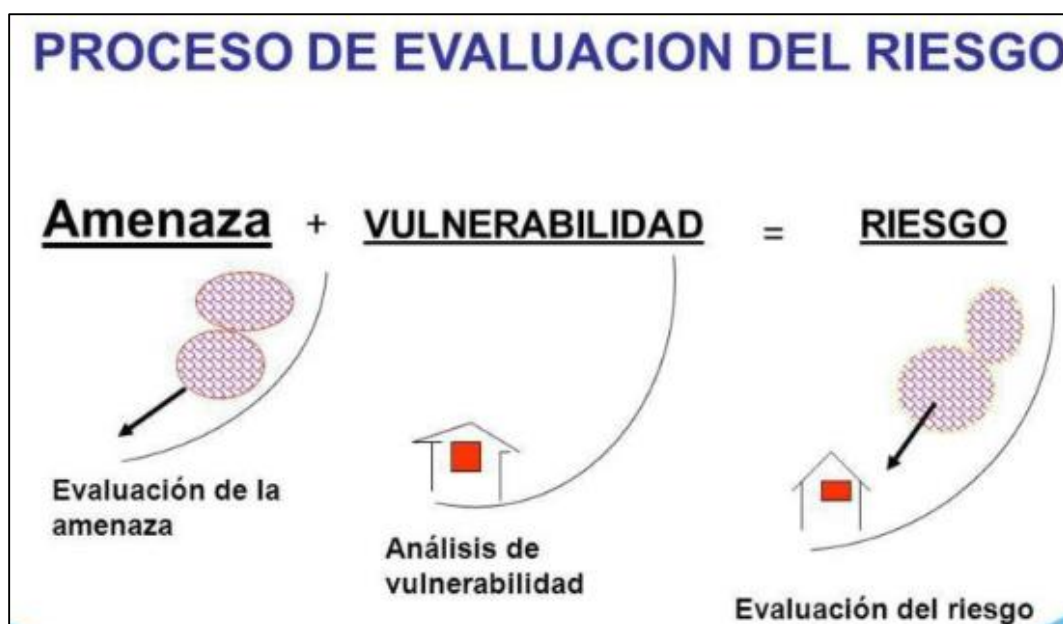 PROCESO DE EVALUACION DEL RIESGO
Amenaza + VULNERABILIDAD = RIESGO
Evaluación de la
amenaza
Análisis de
vulnerabilidad
Evaluación del riesgo